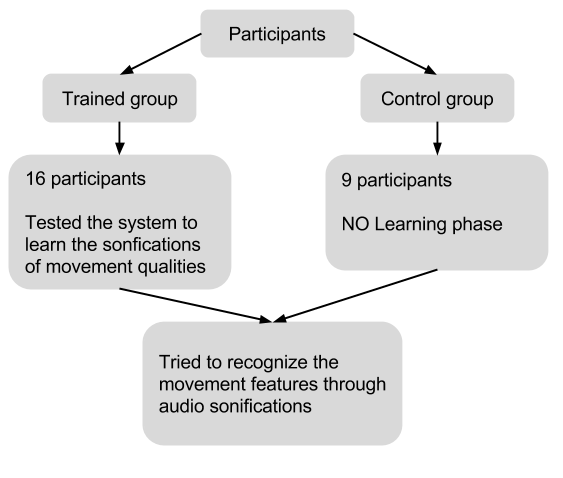 Participants
Trained group
Control group
16 participants
Tested the system to
learn the sonfications
of movement qualities
9 participants
NO Learning phase
Tried to recognize the
movement features through
audio sonifications